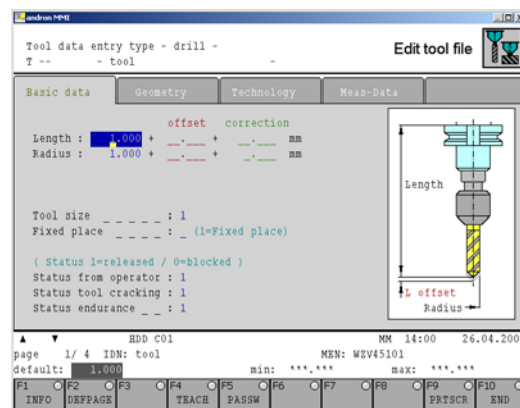 andron MMI
Tool data entry type - drill -
T -- - tool -
Edit tool file
Basic data Geometry Technology Meas-Data
offset correction
Length : 1.000 + __.___ + __.___ mm
Radius : 1.000 + __.___ + _.___ mm
Tool size _ _ _ _ _ : 1
Fixed place _ _ _ _ : _ (1=Fixed place)
( Status 1=released / 0=blocked )
Status from operator : 1
Status tool cracking : 1
Status endurance _ _ : 1
Length
L offset
Radius
HDD C01 MM 14:00 26.04.200
page 1/ 4 IDN: tool MEN: WZV45101
default: 1.000 min: ***.*** max: ***.***
F1 F2 F3 F4 F5 F6 F7 F8 F9 F10
INFO DEFPAGE TEACH PASSW PRTSCR END